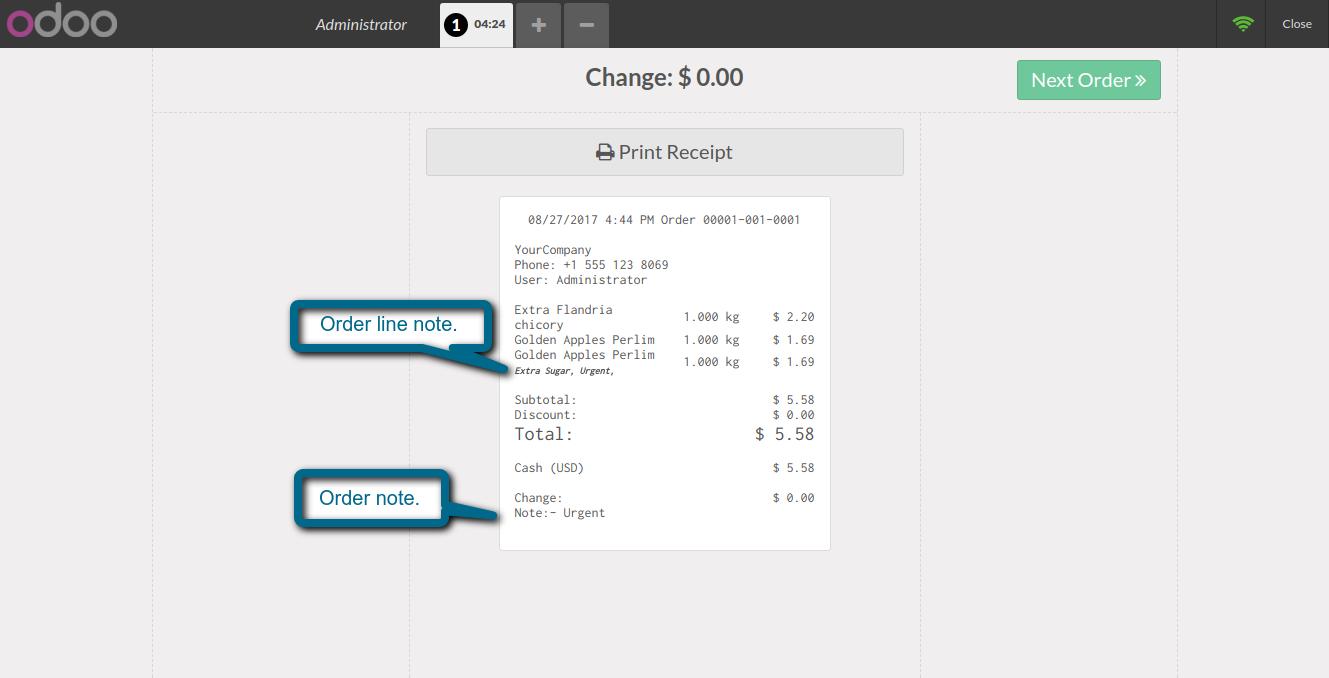 odoo
Administrator
1 04:24
Close
Change: $ 0.00
Next Order »
Print Receipt
08/27/2017 4:44 PM Order 00001-001-0001
YourCompany
Phone: +1 555 123 8069
User: Administrator
Order line note.
Extra Flandria
chicory 1.000 kg $ 2.20
Golden Apples Perlim 1.000 kg $ 1.69
Golden Apples Perlim 1.000 kg $ 1.69
Extra Sugar, Urgent,
Subtotal: $ 5.58
Discount: $ 0.00
Total: $ 5.58
Cash (USD) $ 5.58
Order note.
Change: $ 0.00
Note:- Urgent